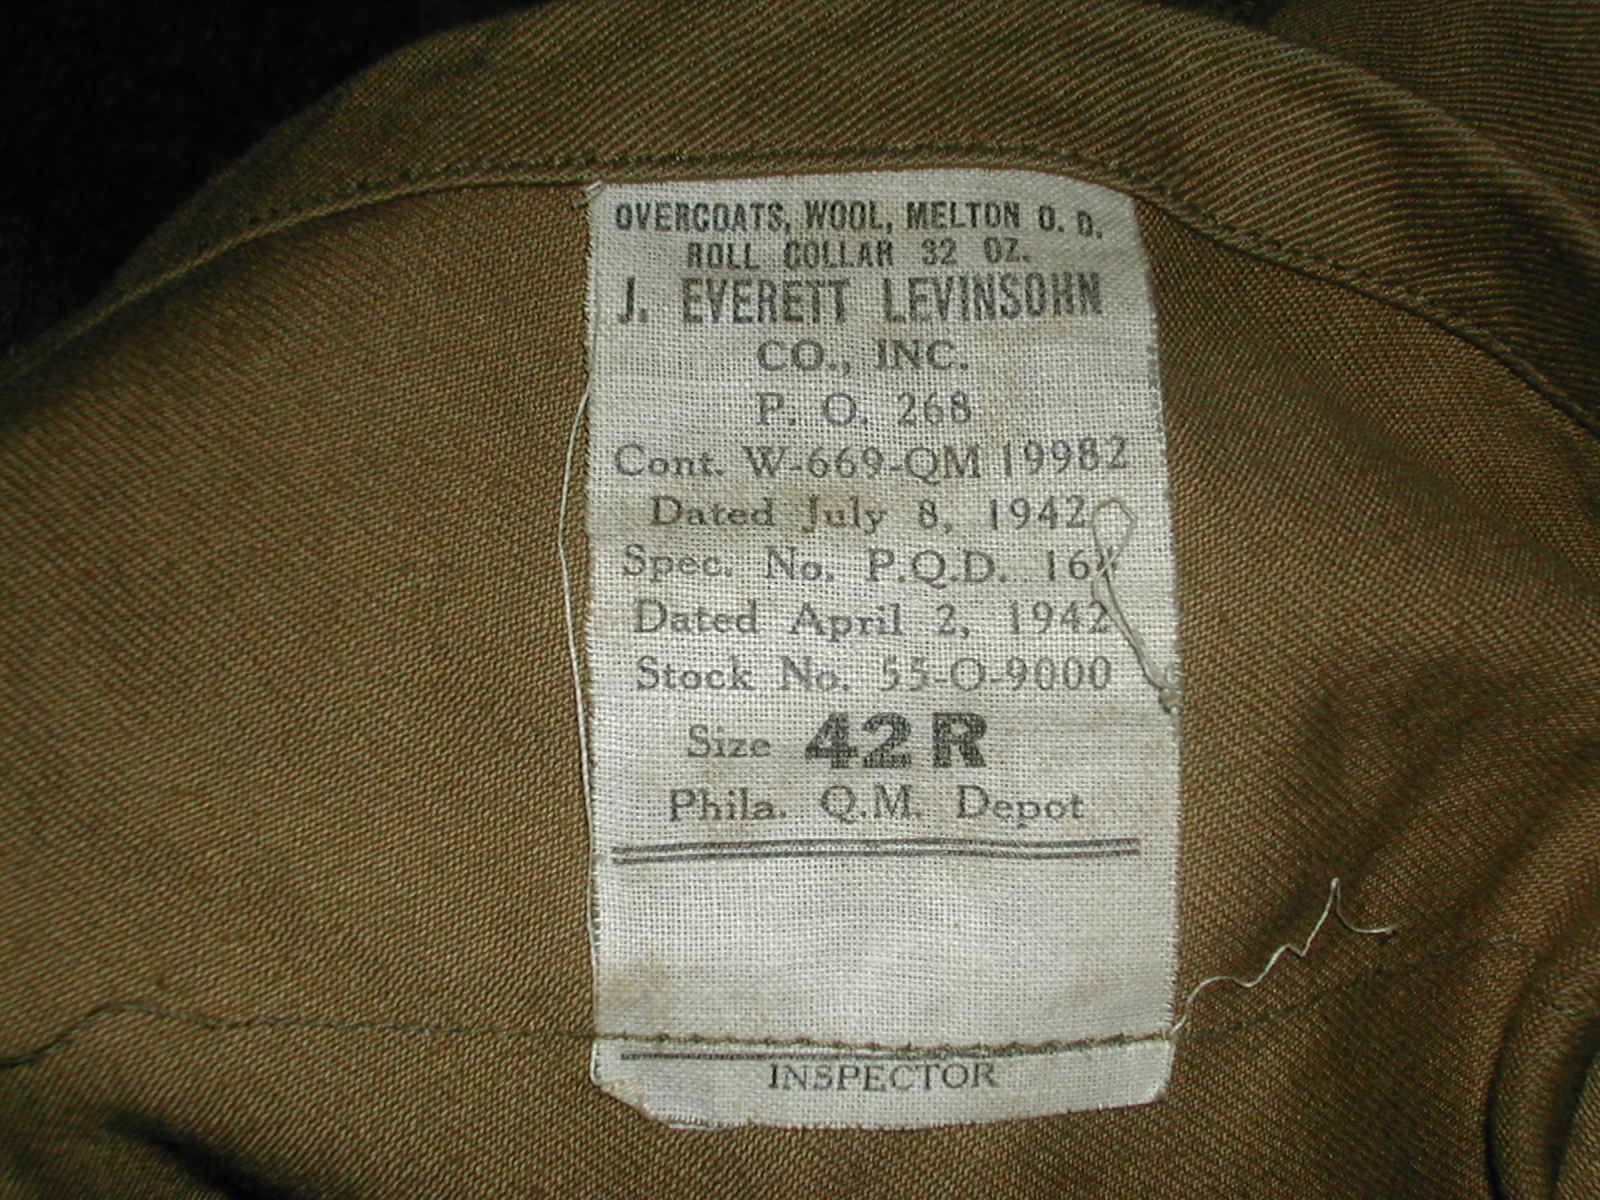 OVERCOATS, WOOL, MELTON O. D.
ROLL COLLAR 32 OZ.
J. EVERETT LEVINSOHN
CO., INC.
P. O. 268
Cont. W-669-QM 19982
Dated July 8, 1942
Spec. No. P.Q.D.
Dated April 2, 1942
Stock No. 55-O-9000
Size 42 R
Phila. Q.M. Depot
INSPECTOR